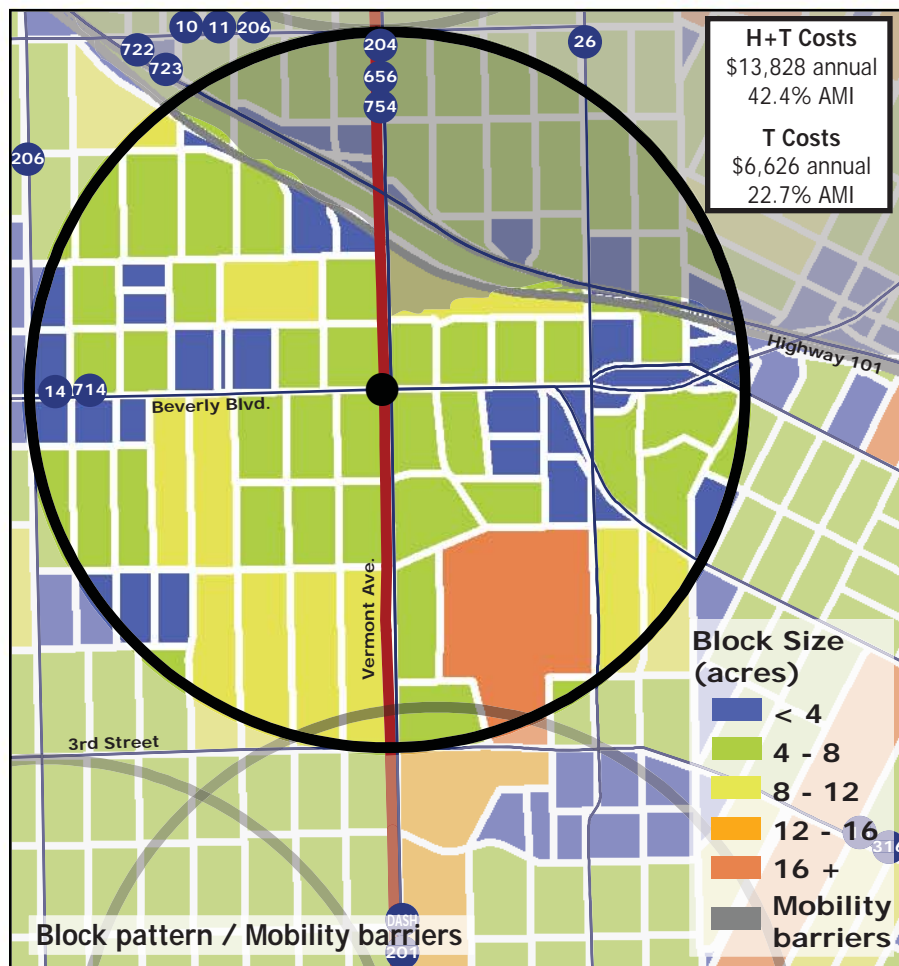 10 11 206
722
723
204
656
754
26
206
H+T Costs
$13,828 annual
42.4% AMI
T Costs
$6,626 annual
22.7% AMI
Highway 101
14 714
Beverly Blvd.
Vermont Ave.
3rd Street
Block Size
(acres)
< 4
4 - 8
8 - 12
12 - 16
16 +
Mobility
barriers
316
DASH
201
Block pattern / Mobility barriers